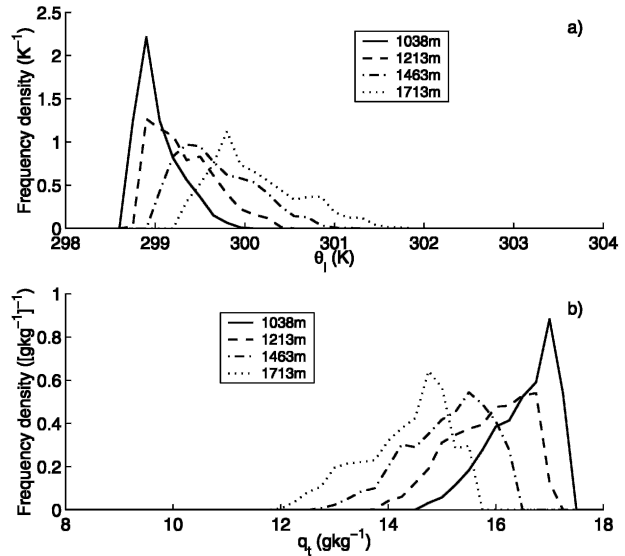 a)
Frequency density (K⁻¹)
2.5
2
1.5
1
0.5
0
1038m
1213m
1463m
1713m
298 299 300 301 302 303 304
θₗ (K)
b)
Frequency density ([gkg⁻¹]⁻¹)
1
0.8
0.6
0.4
0.2
0
1038m
1213m
1463m
1713m
8 10 12 14 16 18
qₜ (gkg⁻¹)